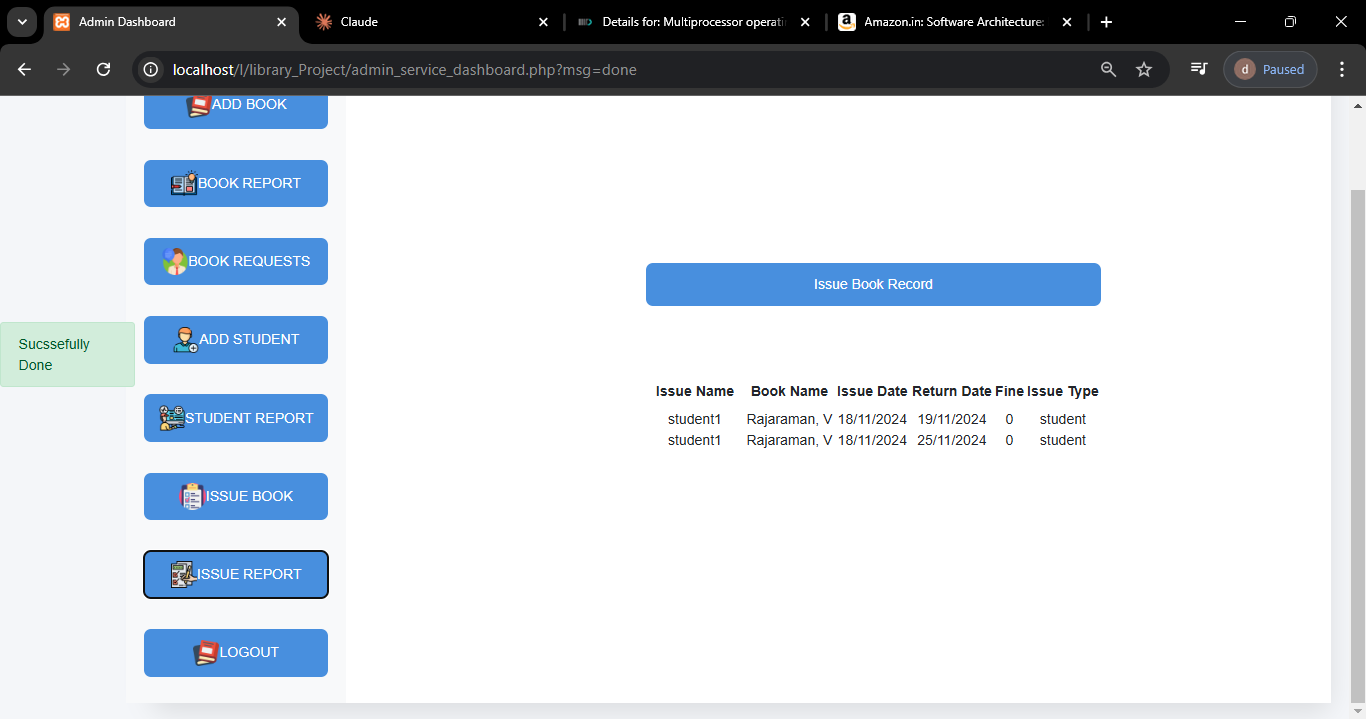 Admin Dashboard
Claude
Details for: Multiprocessor operati
Amazon.in: Software Architecture:
localhost/l/library_Project/admin_service_dashboard.php?msg=done
d Paused
ADD BOOK
BOOK REPORT
BOOK REQUESTS
ADD STUDENT
STUDENT REPORT
ISSUE BOOK
ISSUE REPORT
LOGOUT
Sucssefully
Done
Issue Book Record
Issue Name Book Name Issue Date Return Date Fine Issue Type
student1 Rajaraman, V 18/11/2024 19/11/2024 0 student
student1 Rajaraman, V 18/11/2024 25/11/2024 0 student